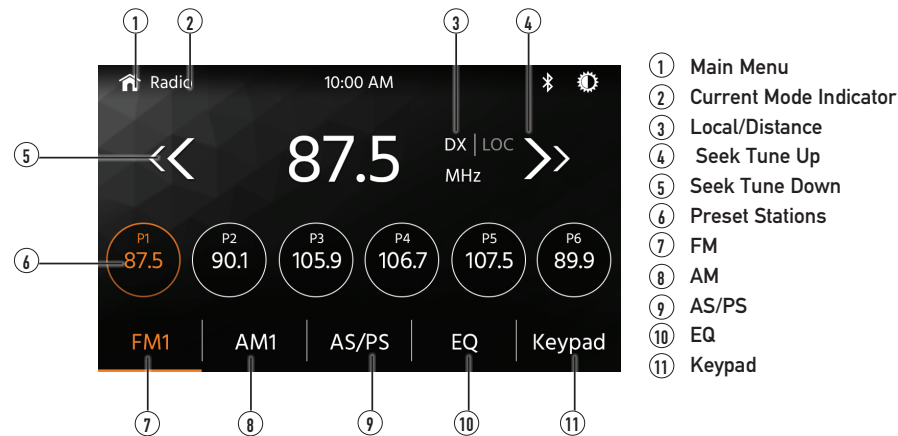 1 2 3 4
Radio 10:00 AM
5 87.5 DX | LOC
MHz
P1 P2 P3 P4 P5 P6
6 87.5 90.1 105.9 106.7 107.5 89.9
FM1 AM1 AS/PS EQ Keypad
7 8 9 10 11
1 Main Menu
2 Current Mode Indicator
3 Local/Distance
4 Seek Tune Up
5 Seek Tune Down
6 Preset Stations
7 FM
8 AM
9 AS/PS
10 EQ
11 Keypad